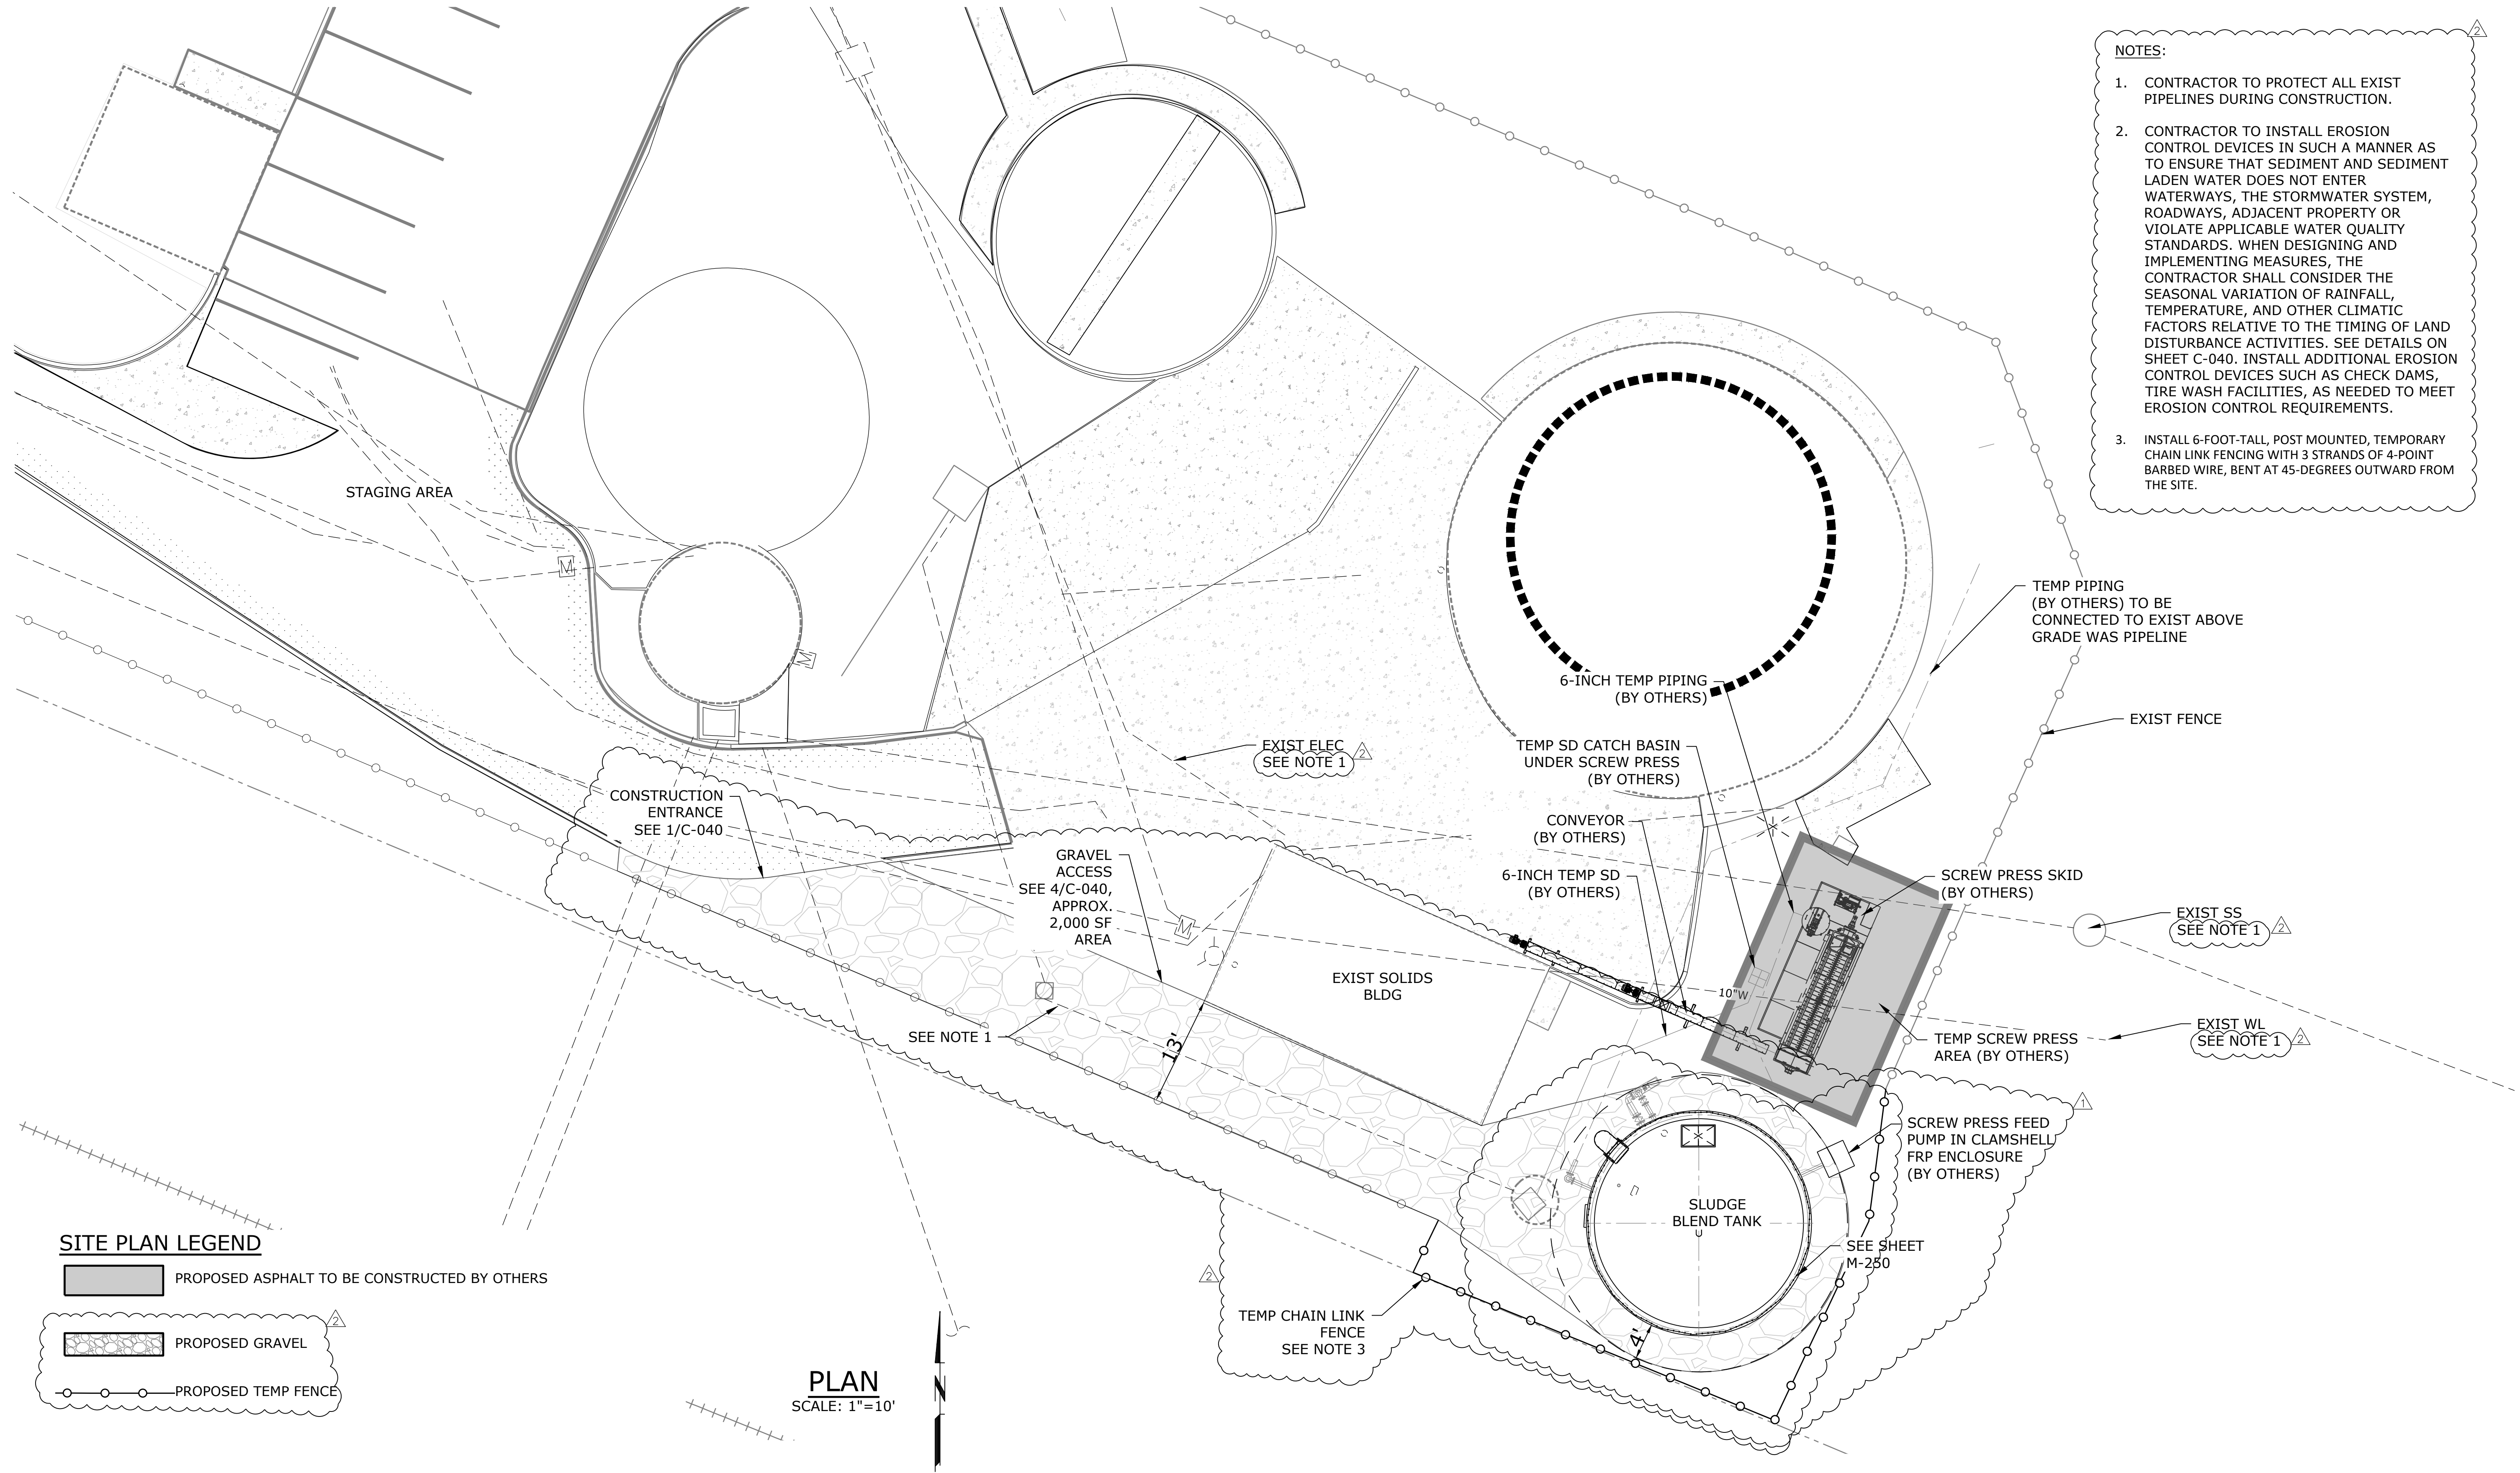 2
NOTES:
1. CONTRACTOR TO PROTECT ALL EXIST
PIPELINES DURING CONSTRUCTION.
2. CONTRACTOR TO INSTALL EROSION
CONTROL DEVICES IN SUCH A MANNER AS
TO ENSURE THAT SEDIMENT AND SEDIMENT
LADEN WATER DOES NOT ENTER
WATERWAYS, THE STORMWATER SYSTEM,
ROADWAYS, ADJACENT PROPERTY OR
VIOLATE APPLICABLE WATER QUALITY
STANDARDS. WHEN DESIGNING AND
IMPLEMENTING MEASURES, THE
CONTRACTOR SHALL CONSIDER THE
SEASONAL VARIATION OF RAINFALL,
TEMPERATURE, AND OTHER CLIMATIC
FACTORS RELATIVE TO THE TIMING OF LAND
DISTURBANCE ACTIVITIES. SEE DETAILS ON
SHEET C-040. INSTALL ADDITIONAL EROSION
CONTROL DEVICES SUCH AS CHECK DAMS,
TIRE WASH FACILITIES, AS NEEDED TO MEET
EROSION CONTROL REQUIREMENTS.
3. INSTALL 6-FOOT-TALL, POST MOUNTED, TEMPORARY
CHAIN LINK FENCING WITH 3 STRANDS OF 4-POINT
BARBED WIRE, BENT AT 45-DEGREES OUTWARD FROM
THE SITE.
STAGING AREA
M
M
TEMP PIPING
(BY OTHERS) TO BE
CONNECTED TO EXIST ABOVE
GRADE WAS PIPELINE
6-INCH TEMP PIPING
(BY OTHERS)
EXIST FENCE
EXIST ELEC
SEE NOTE 1
2
TEMP SD CATCH BASIN
UNDER SCREW PRESS
(BY OTHERS)
CONSTRUCTION
ENTRANCE
SEE 1/C-040
CONVEYOR
(BY OTHERS)
GRAVEL
ACCESS
SEE 4/C-040,
APPROX.
2,000 SF
AREA
M
6-INCH TEMP SD
(BY OTHERS)
SCREW PRESS SKID
(BY OTHERS)
EXIST SS
SEE NOTE 1
2
EXIST SOLIDS
BLDG
10"W
SEE NOTE 1
13'
TEMP SCREW PRESS
AREA (BY OTHERS)
EXIST WL
SEE NOTE 1
2
1
SCREW PRESS FEED
PUMP IN CLAMSHELL
FRP ENCLOSURE
(BY OTHERS)
SLUDGE
BLEND TANK
SEE SHEET
M-250
2
TEMP CHAIN LINK
FENCE
SEE NOTE 3
4'
SITE PLAN LEGEND
PROPOSED ASPHALT TO BE CONSTRUCTED BY OTHERS
2
PROPOSED GRAVEL
PROPOSED TEMP FENCE
PLAN
SCALE: 1"=10'
N